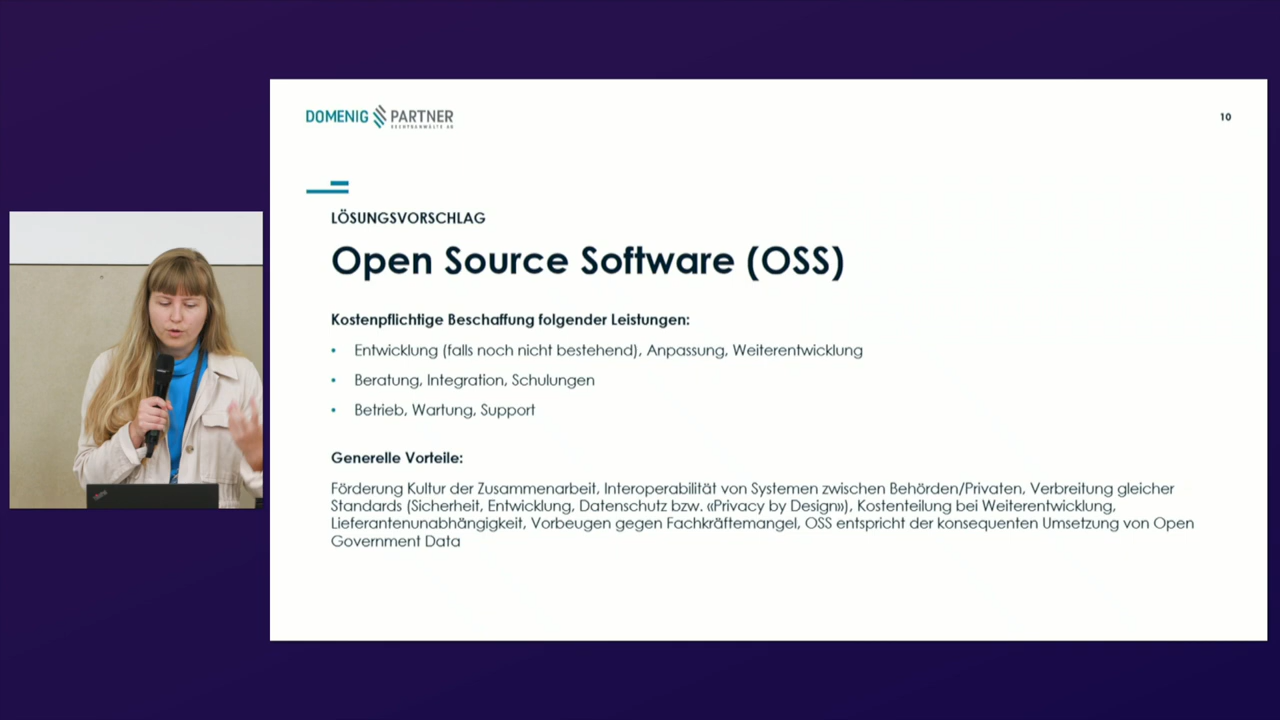 DOMENIG PARTNER
RECHTSANWÄLTE AG
10
LÖSUNGSVORSCHLAG
Open Source Software (OSS)
Kostenpflichtige Beschaffung folgender Leistungen:
• Entwicklung (falls noch nicht bestehend), Anpassung, Weiterentwicklung
• Beratung, Integration, Schulungen
• Betrieb, Wartung, Support
Generelle Vorteile:
Förderung Kultur der Zusammenarbeit, Interoperabilität von Systemen zwischen Behörden/Privaten, Verbreitung gleicher
Standards (Sicherheit, Entwicklung, Datenschutz bzw. «Privacy by Design»), Kostenteilung bei Weiterentwicklung,
Lieferantenunabhängigkeit, Vorbeugen gegen Fachkräftemangel, OSS entspricht der konsequenten Umsetzung von Open
Government Data